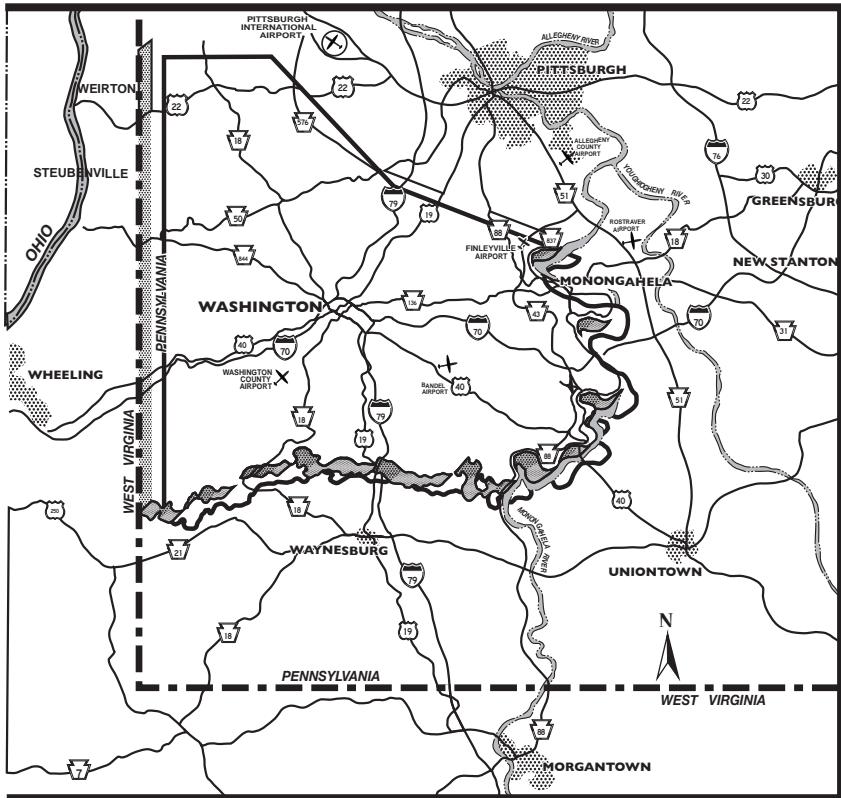 PITTSBURGH
INTERNATIONAL
AIRPORT
ALLEGHENY RIVER
PITTSBURGH
WEIRTON
22
22
22
576
18
ALLEGHENY
COUNTY
AIRPORT
76
STEUBENVILLE
YOUGHIOGHENY RIVER
30
GREENSBURG
79
51
50
19
88
837
ROSTRAVER
AIRPORT
18
OHIO
844
FINLEYVILLE
AIRPORT
NEW STANTON
PENNSYLVANIA
MONONGAHELA
WASHINGTON
136
43
70
70
31
40
70
WHEELING
WASHINGTON
COUNTY
AIRPORT
BANDEL
AIRPORT
40
18
79
51
19
88
WEST VIRGINIA
250
18
40
MONONGAHELA
RIVER
21
WAYNESBURG
UNIONTOWN
79
18
19
N
PENNSYLVANIA
WEST VIRGINIA
88
7
MORGANTOWN